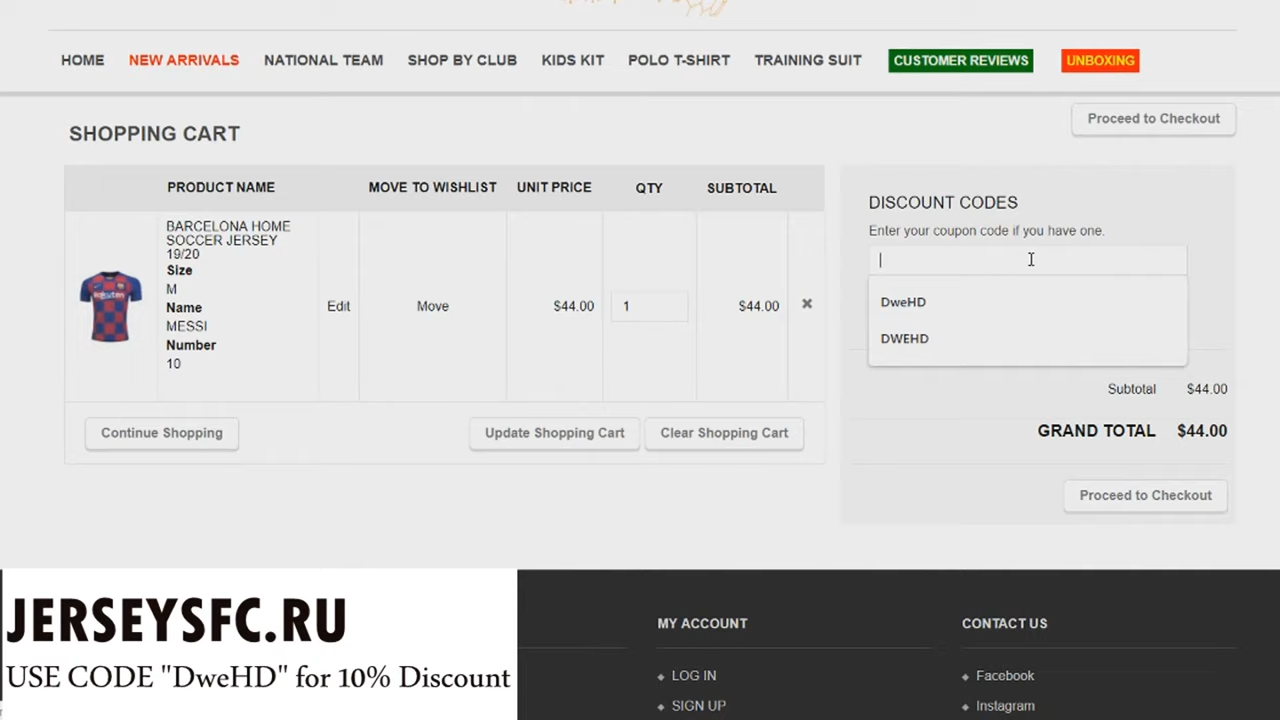 HOME NEW ARRIVALS NATIONAL TEAM SHOP BY CLUB KIDS KIT POLO T-SHIRT TRAINING SUIT CUSTOMER REVIEWS UNBOXING
Proceed to Checkout
SHOPPING CART
PRODUCT NAME MOVE TO WISHLIST UNIT PRICE QTY SUBTOTAL
BARCELONA HOME
SOCCER JERSEY
19/20
Size
M
Name
MESSI
Number
10
Rakuten
Edit Move $44.00 1 $44.00
Continue Shopping Update Shopping Cart Clear Shopping Cart
DISCOUNT CODES
Enter your coupon code if you have one.
DweHD
DWEHD
Subtotal $44.00
GRAND TOTAL $44.00
Proceed to Checkout
JERSEYSFC.RU
USE CODE "DweHD" for 10% Discount
MY ACCOUNT
LOG IN
SIGN UP
CONTACT US
Facebook
Instagram